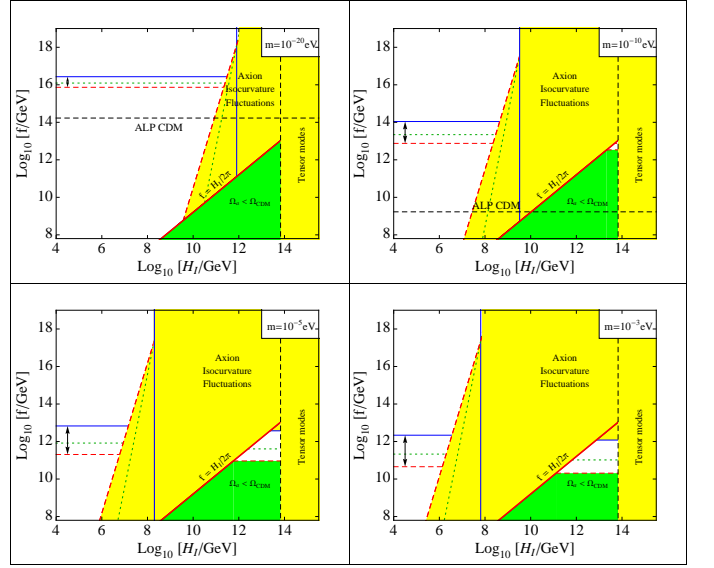 m=10⁻²⁰eV
Log₁₀ [f/GeV]
18
16
14
12
10
8
Axion
Isocurvature
Fluctuations
ALP CDM
f = H_I/2π
Ω_a < Ω_CDM
Tensor modes
4 6 8 10 12 14
Log₁₀ [H_I/GeV]
m=10⁻¹⁰eV
Log₁₀ [f/GeV]
18
16
14
12
10
8
Axion
Isocurvature
Fluctuations
ALP CDM
f = H_I/2π
Ω_a < Ω_CDM
Tensor modes
4 6 8 10 12 14
Log₁₀ [H_I/GeV]
m=10⁻⁵eV
Log₁₀ [f/GeV]
18
16
14
12
10
8
Axion
Isocurvature
Fluctuations
f = H_I/2π
Ω_a < Ω_CDM
Tensor modes
4 6 8 10 12 14
Log₁₀ [H_I/GeV]
m=10⁻³eV
Log₁₀ [f/GeV]
18
16
14
12
10
8
Axion
Isocurvature
Fluctuations
f = H_I/2π
Ω_a < Ω_CDM
Tensor modes
4 6 8 10 12 14
Log₁₀ [H_I/GeV]